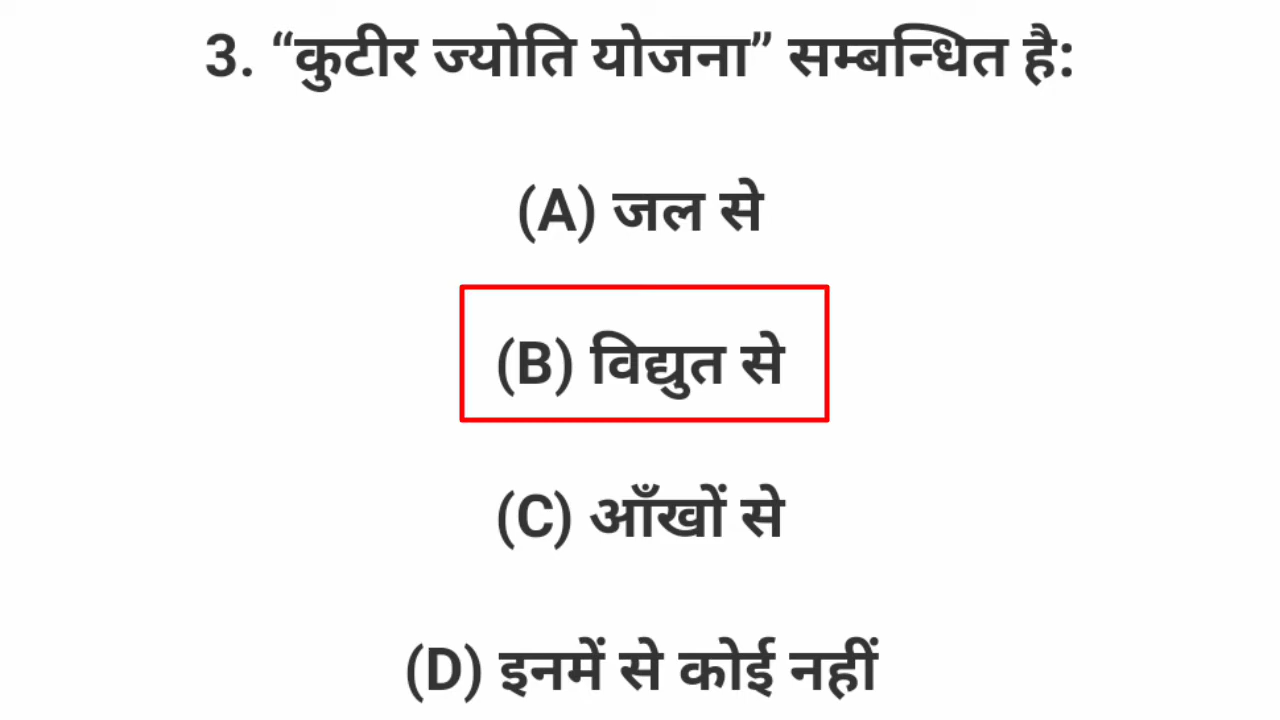 3. “कुटीर ज्योति योजना” सम्बन्धित है:
(A) जल से
(B) विद्युत से
(C) आँखों से
(D) इनमें से कोई नहीं